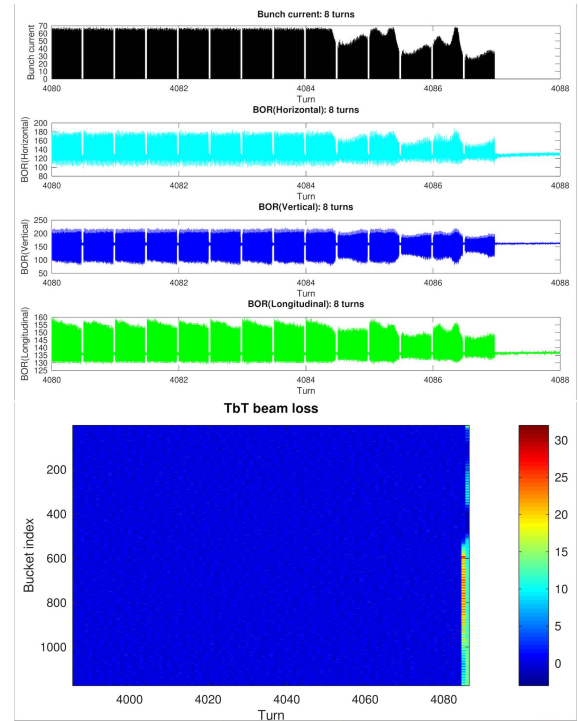 Bunch current: 8 turns
Bunch current
70
60
50
40
30
20
10
0
4080 4082 4084 4086 4088
Turn
BOR(Horizontal): 8 turns
BOR(Horizontal)
200
180
160
140
120
100
80
4080 4082 4084 4086 4088
Turn
BOR(Vertical): 8 turns
BOR(Vertical)
250
200
150
100
50
4080 4082 4084 4086 4088
Turn
BOR(Longitudinal): 8 turns
BOR(Longitudinal)
160
155
150
145
140
135
130
125
4080 4082 4084 4086 4088
Turn
TbT beam loss
Bucket index
200
400
600
800
1000
4000 4020 4040 4060 4080
Turn
30
25
20
15
10
5
0